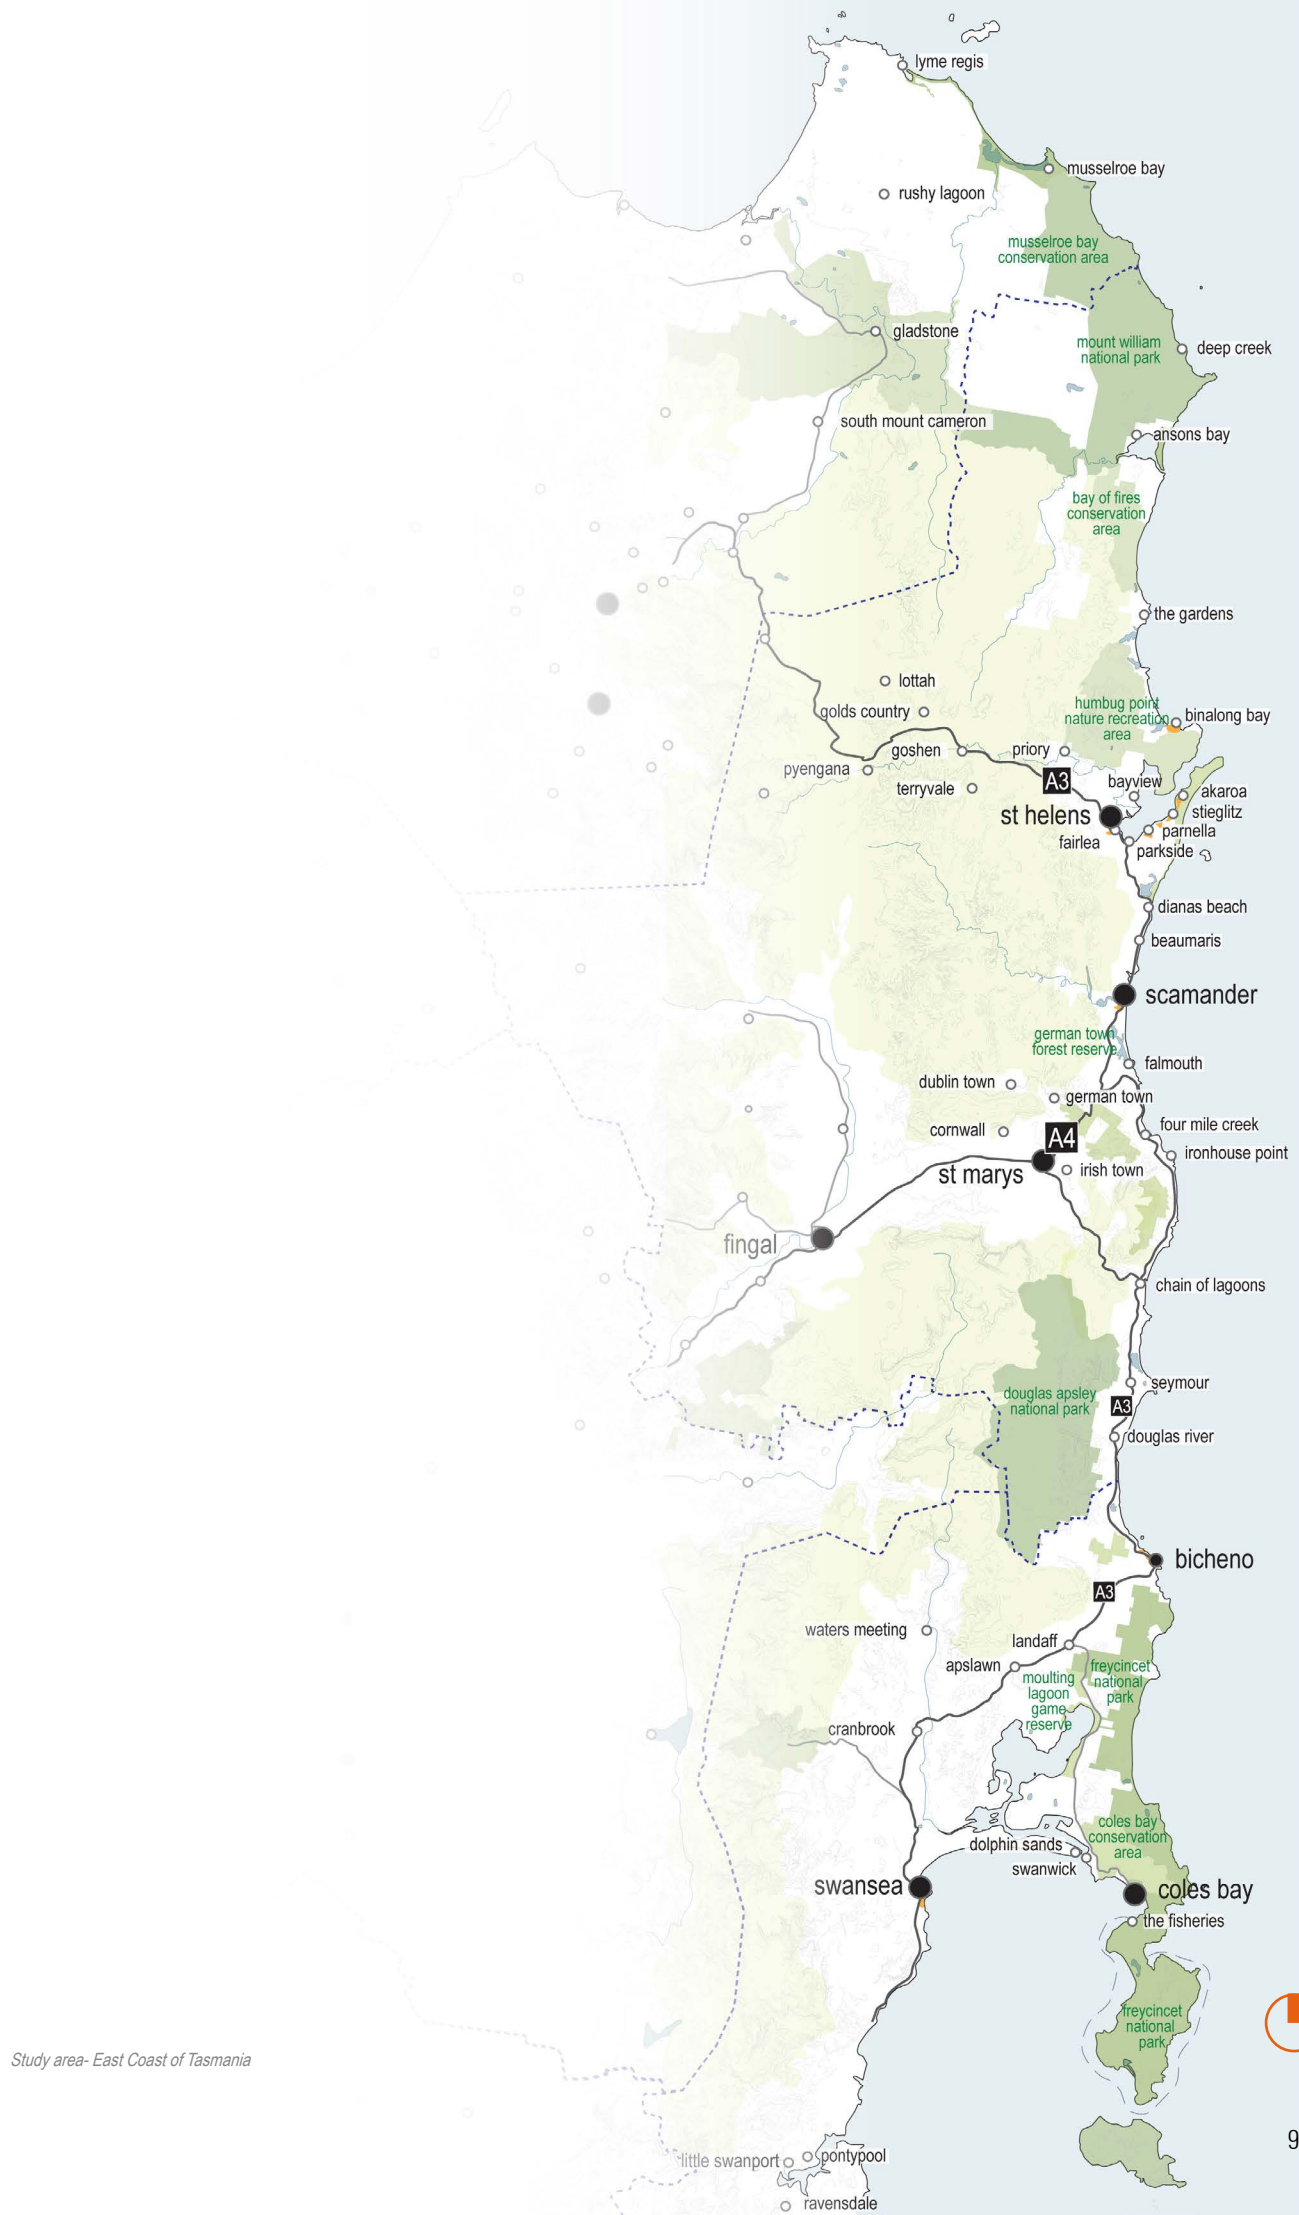 lyme regis
musselroe bay
rushy lagoon
musselroe bay
conservation area
gladstone
mount william
national park
deep creek
south mount cameron
ansons bay
bay of fires
conservation
area
the gardens
lottah
golds country
humbug point
nature recreation
area
binalong bay
goshen
priory
pyengana
A3
bayview
terryvale
akaroa
st helens
stieglitz
parnella
fairlea
parkside
dianas beach
beaumaris
scamander
german town
forest reserve
falmouth
dublin town
german town
four mile creek
cornwall
A4
ironhouse point
st marys
irish town
fingal
chain of lagoons
seymour
douglas apsley
national park
A3
douglas river
bicheno
A3
waters meeting
landaff
apslawn
freycincet
national
park
moulting
lagoon
game
reserve
cranbrook
coles bay
conservation
area
dolphin sands
swanwick
swansea
coles bay
the fisheries
freycincet
national
park
Study area- East Coast of Tasmania
9
pontypool
little swanport
ravensdale